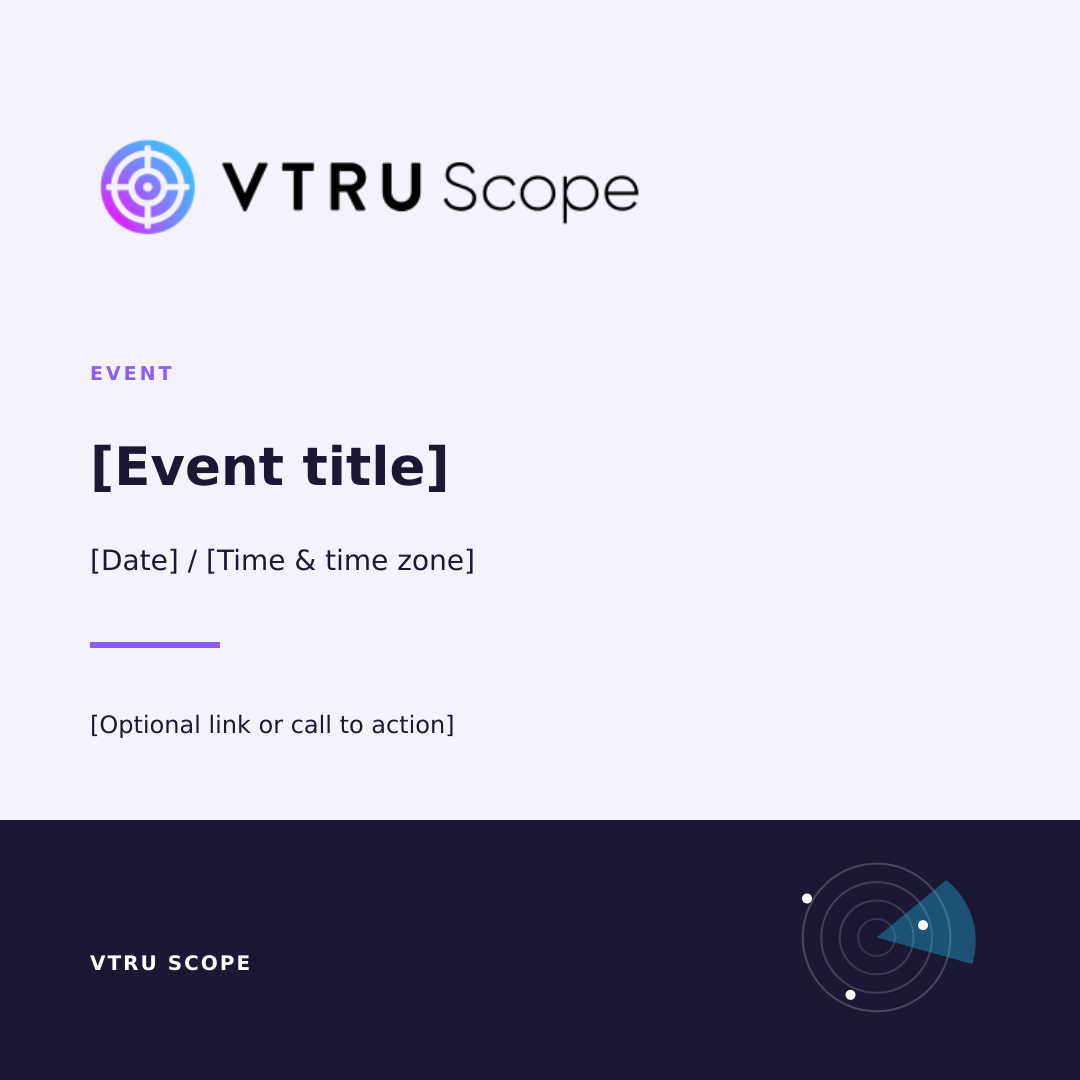 VTRU Scope
EVENT
[Event title]
[Date] / [Time & time zone]
[Optional link or call to action]
VTRU SCOPE